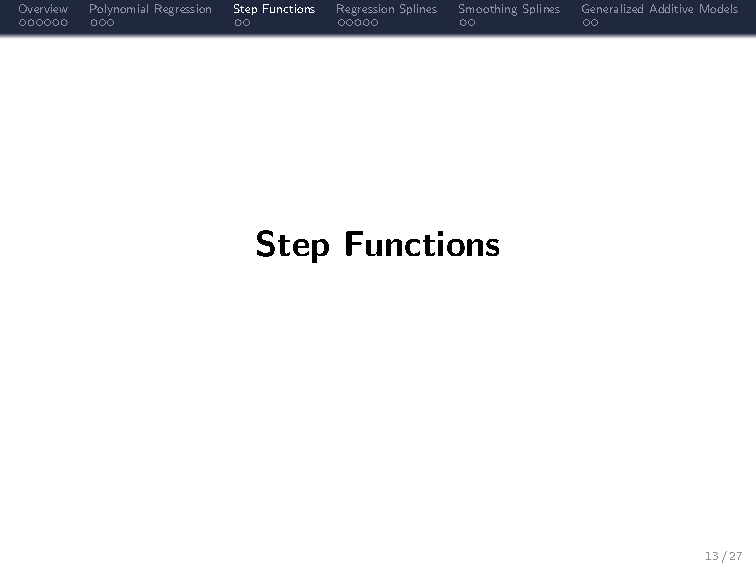 Overview Polynomial Regression Step Functions Regression Splines Smoothing Splines Generalized Additive Models
Step Functions
13 / 27